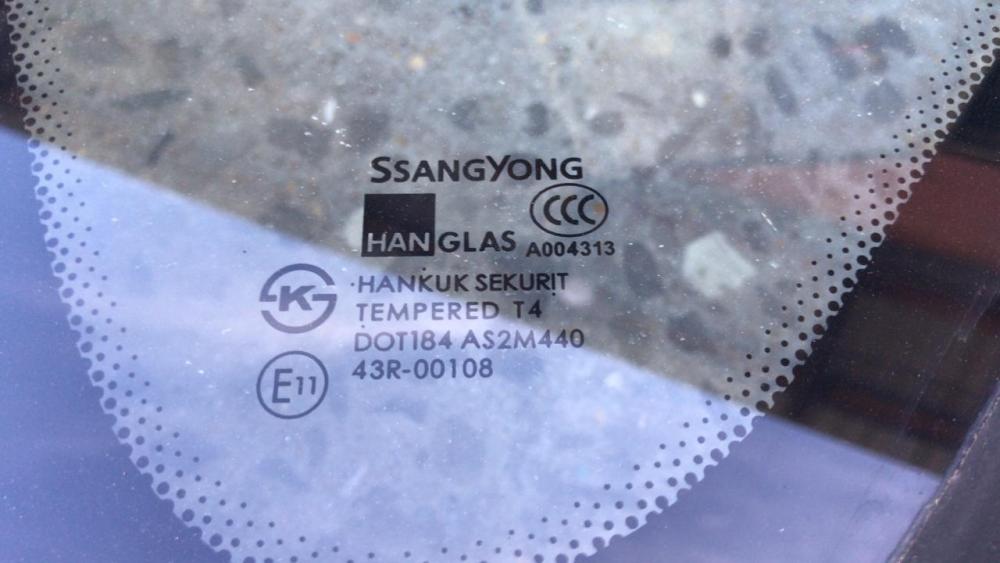 SSANGYONG
HANGLAS
CCC
A004313
HANKUK SEKURIT
K
TEMPERED T4
DOT184 AS2M440
E11
43R-00108